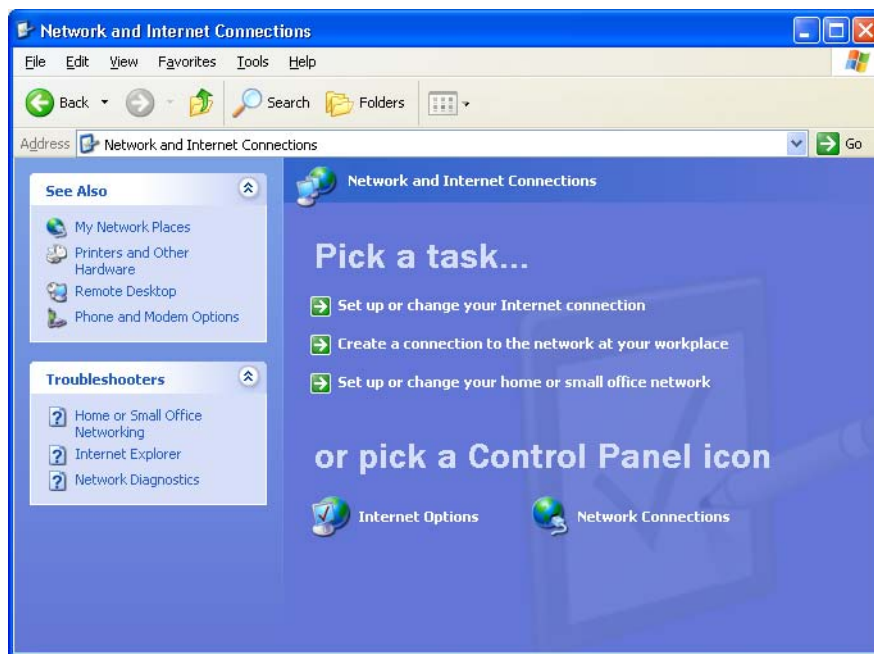 Network and Internet Connections
File Edit View Favorites Tools Help
Back Search Folders
Address Network and Internet Connections Go
See Also
My Network Places
Printers and Other
Hardware
Remote Desktop
Phone and Modem Options
Troubleshooters
Home or Small Office
Networking
Internet Explorer
Network Diagnostics
Network and Internet Connections
Pick a task...
Set up or change your Internet connection
Create a connection to the network at your workplace
Set up or change your home or small office network
or pick a Control Panel icon
Internet Options
Network Connections